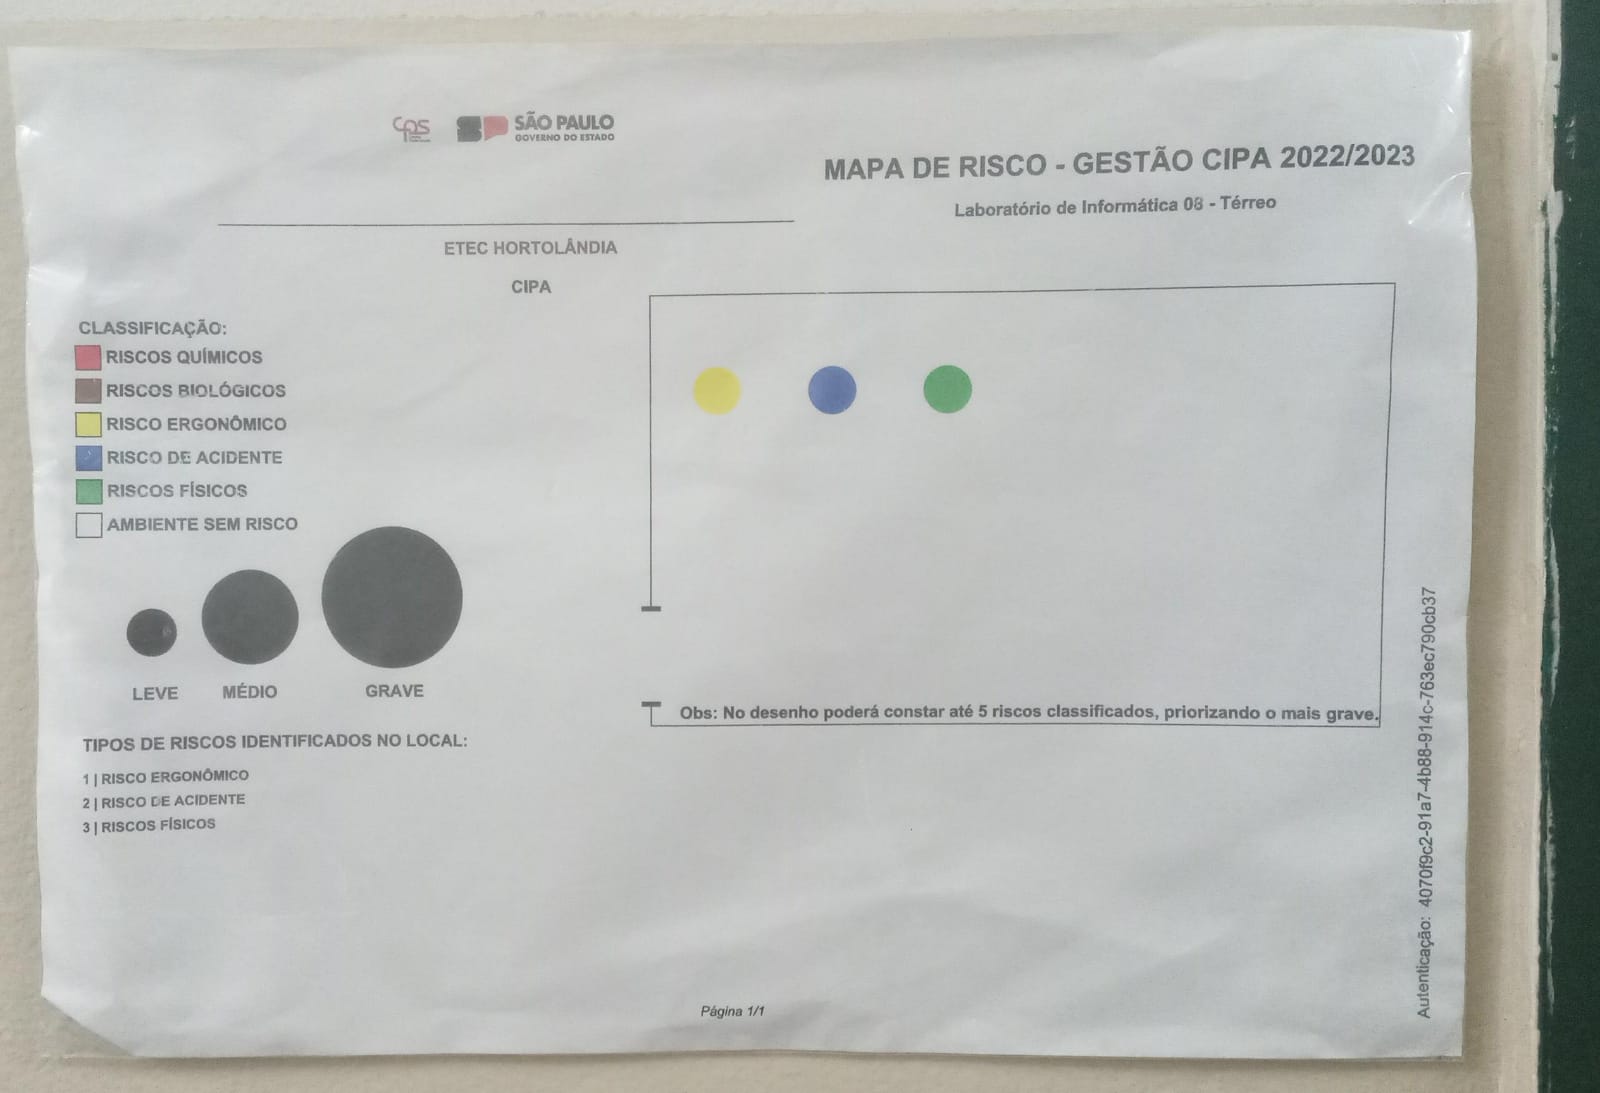 cps
SP
SÃO PAULO
GOVERNO DO ESTADO
MAPA DE RISCO - GESTÃO CIPA 2022/2023
Laboratório de Informática 08 - Térreo
ETEC HORTOLÂNDIA
CIPA
CLASSIFICAÇÃO:
RISCOS QUÍMICOS
RISCOS BIOLÓGICOS
RISCO ERGONÔMICO
RISCO DE ACIDENTE
RISCOS FÍSICOS
AMBIENTE SEM RISCO
LEVE MÉDIO GRAVE
TIPOS DE RISCOS IDENTIFICADOS NO LOCAL:
1 | RISCO ERGONÔMICO
2 | RISCO DE ACIDENTE
3 | RISCOS FÍSICOS
Obs: No desenho poderá constar até 5 riscos classificados, priorizando o mais grave.
Autenticação: 4070f9c2-91a7-4b88-914c-763ec790cb37
Página 1/1